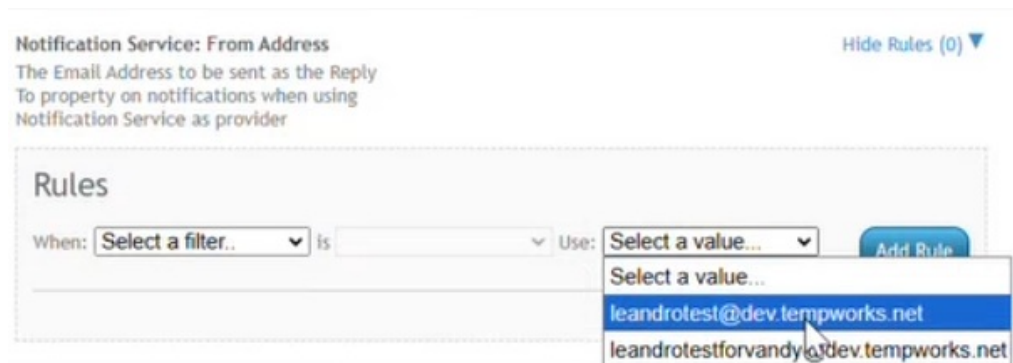 Notification Service: From Address
Hide Rules (0) ▼
The Email Address to be sent as the Reply
To property on notifications when using
Notification Service as provider
Rules
When: Select a filter.. is Use: Select a value... Add Rule
Select a value...
leandrotest@dev.tempworks.net
leandrotestforvandy@dev.tempworks.net